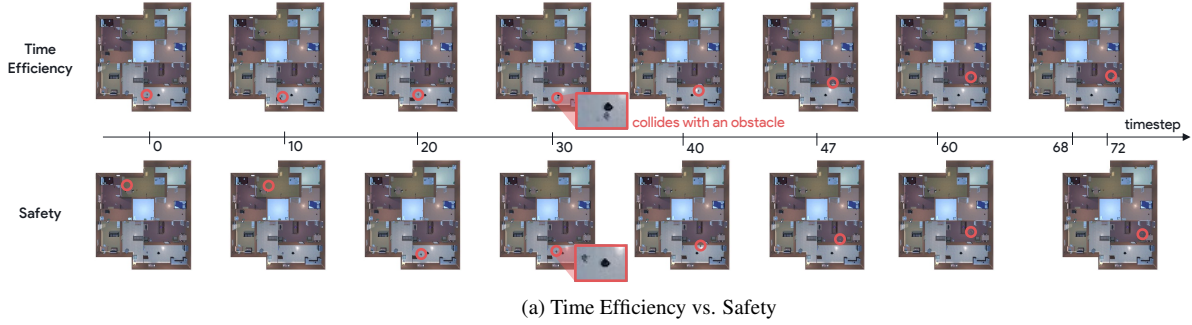 Time
Efficiency
collides with an obstacle
timestep
0 10 20 30 40 47 60 68 72
Safety
(a) Time Efficiency vs. Safety